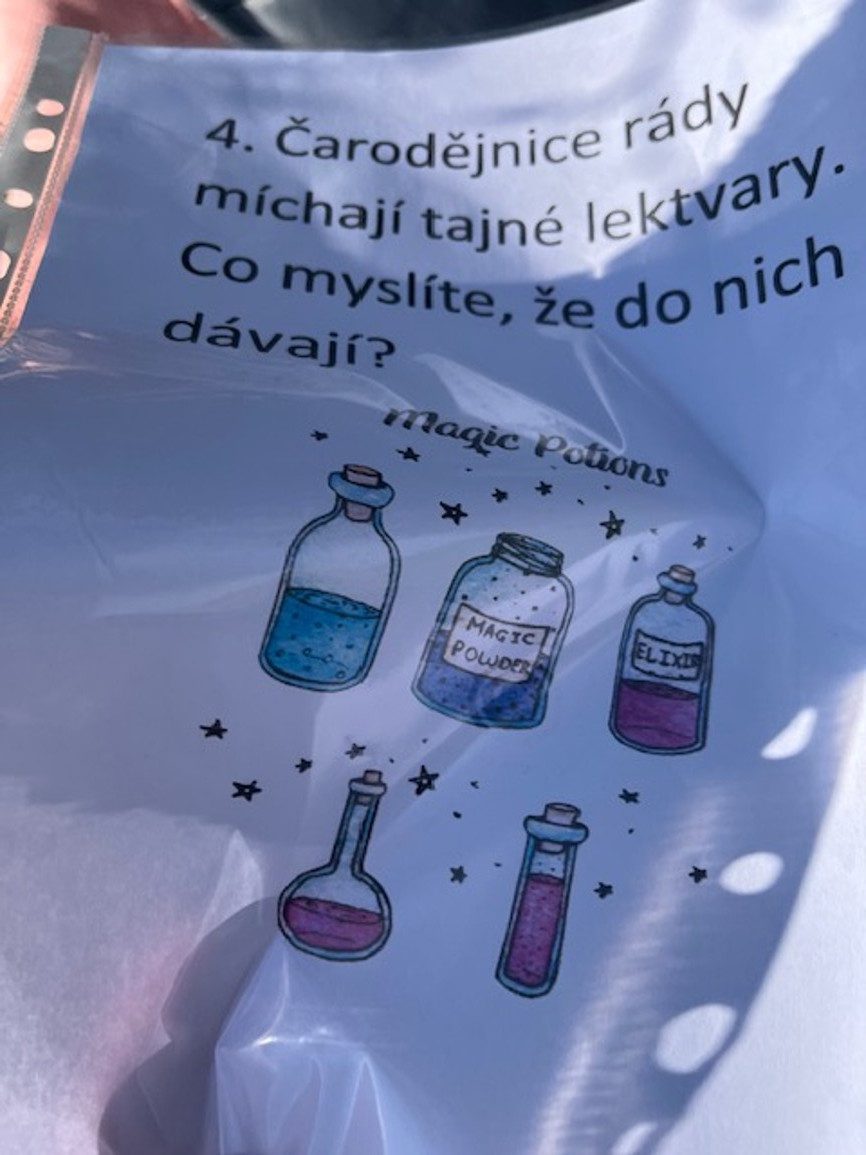 4. Čarodějnice rády
míchají tajné lektvary.
Co myslíte, že do nich
dávají?
Magic Potions
MAGIC
POWDER
ELIXIR